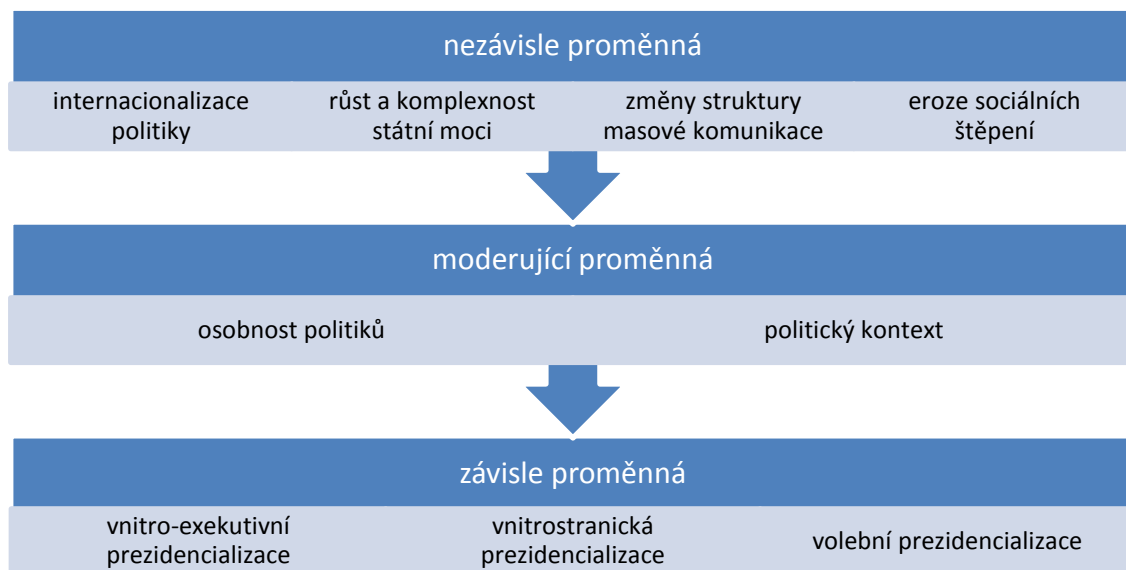 nezávisle proměnná
internacionalizace
politiky
růst a komplexnost
státní moci
změny struktury
masové komunikace
eroze sociálních
štěpení
moderující proměnná
osobnost politiků
politický kontext
závisle proměnná
vnitro-exekutivní
prezidencializace
vnitrostranická
prezidencializace
volební prezidencializace